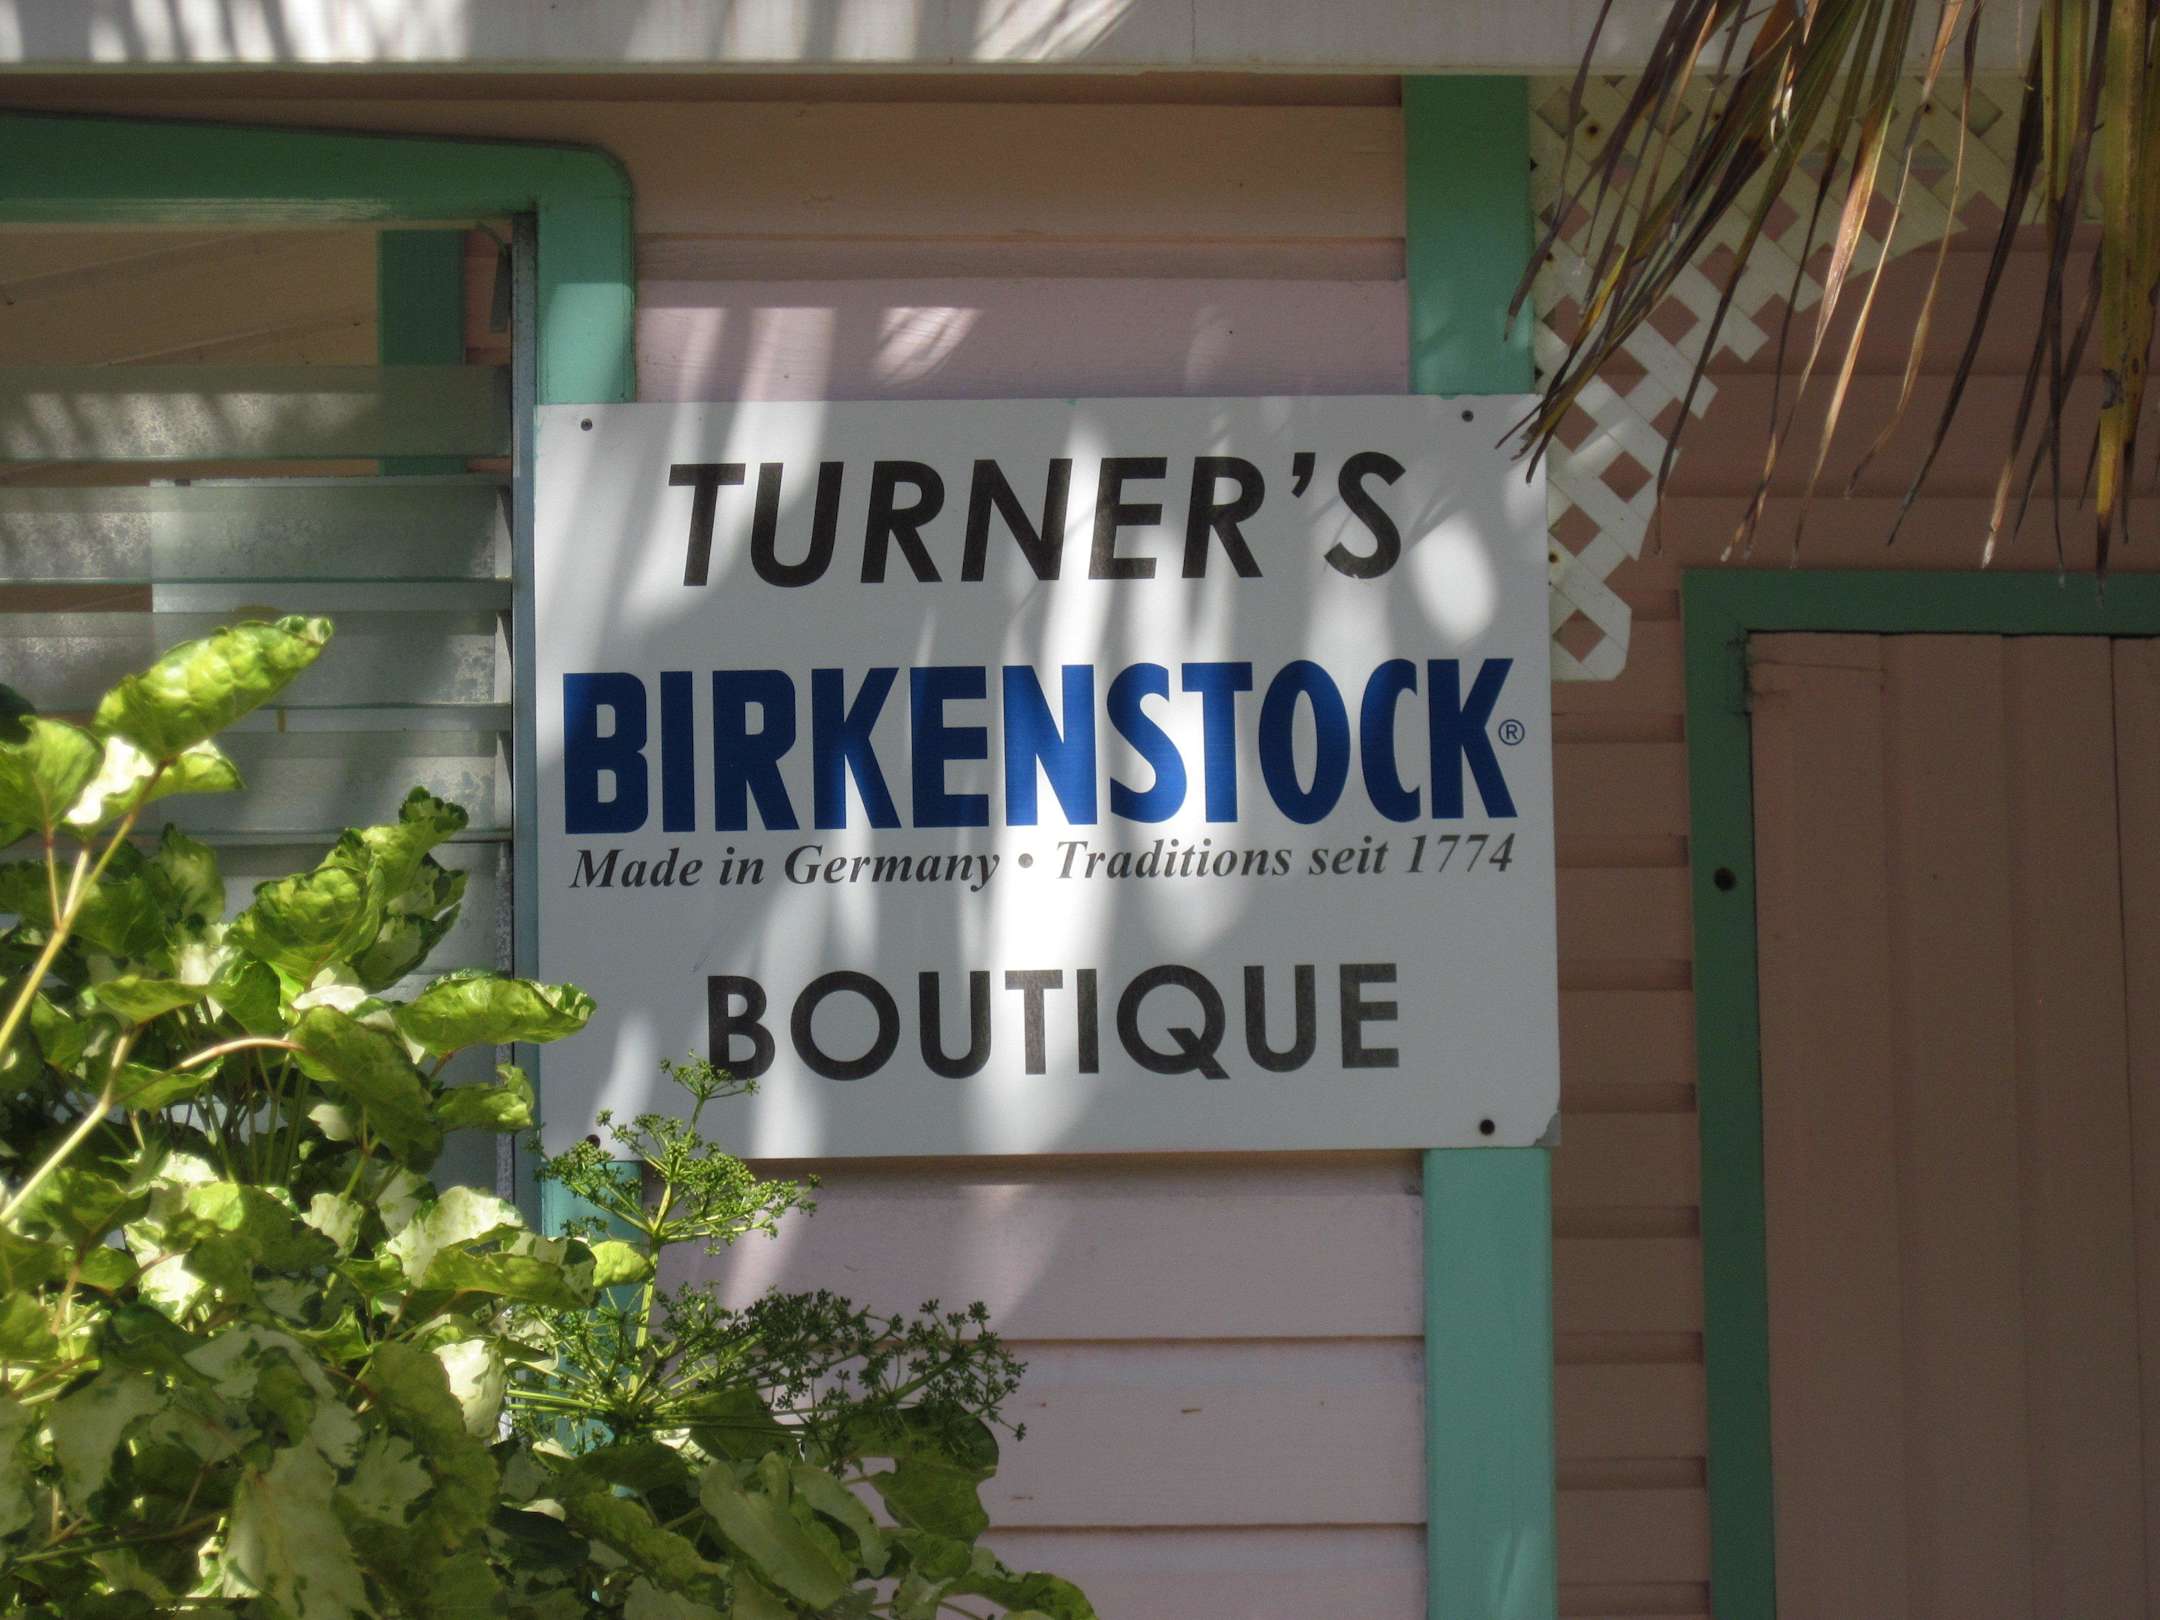 TURNER'S
BIRKENSTOCK®
Made in Germany • Traditions seit 1774
BOUTIQUE